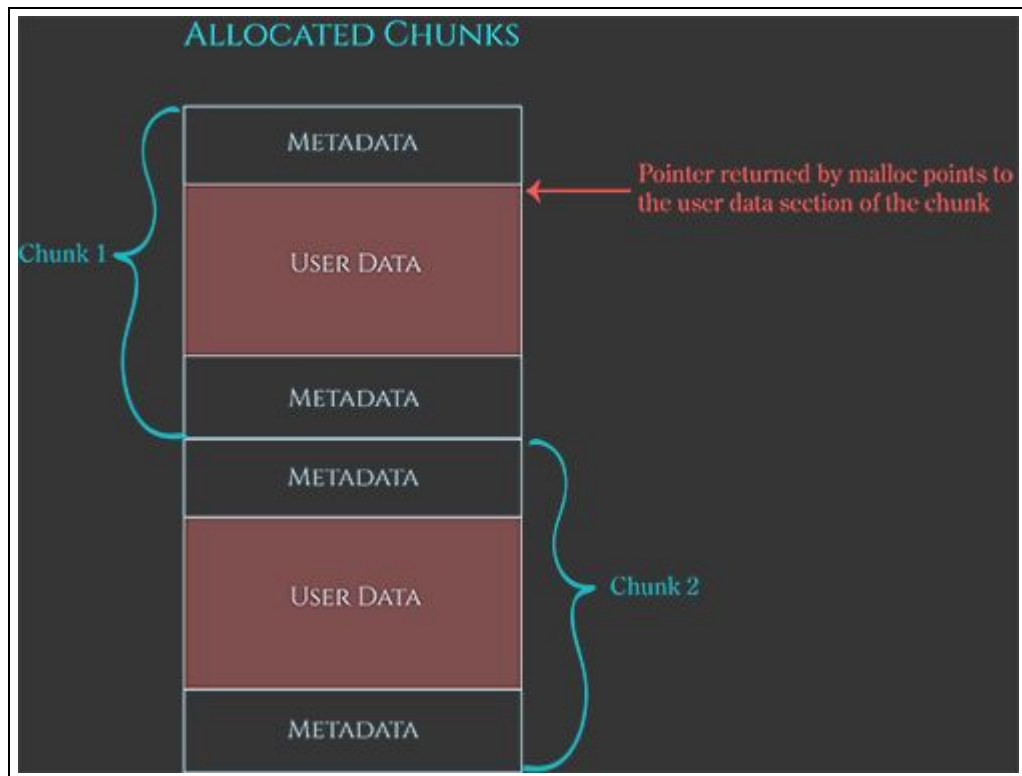 ALLOCATED CHUNKS
METADATA
Pointer returned by malloc points to
the user data section of the chunk
Chunk 1
USER DATA
METADATA
METADATA
USER DATA
Chunk 2
METADATA